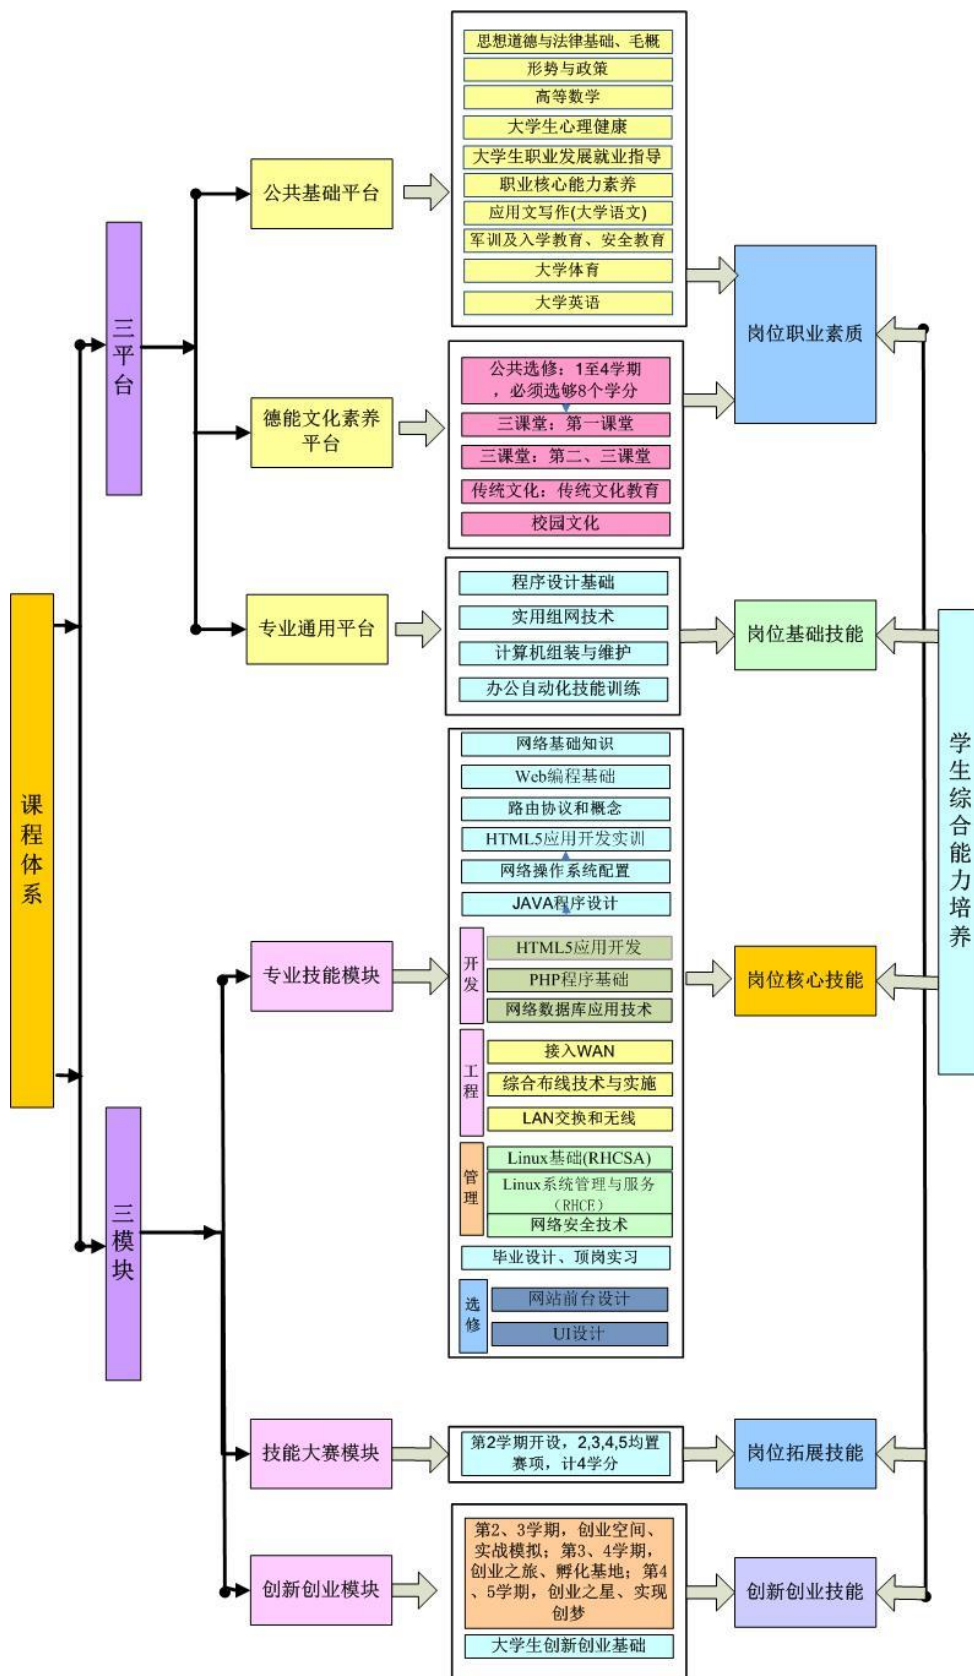 课程体系
三平台
公共基础平台
思想道德与法律基础、毛概
形势与政策
高等数学
大学生心理健康
大学生职业发展就业指导
职业核心能力素养
应用文写作(大学语文)
军训及入学教育、安全教育
大学体育
大学英语
岗位职业素质
德能文化素养
平台
公共选修：1至4学期
，必须选够8个学分
三课堂：第一课堂
三课堂：第二、三课堂
传统文化：传统文化教育
校园文化
专业通用平台
程序设计基础
实用组网技术
计算机组装与维护
办公自动化技能训练
岗位基础技能
三模块
专业技能模块
网络基础知识
Web编程基础
路由协议和概念
HTML5应用开发实训
网络操作系统配置
JAVA程序设计
开发
HTML5应用开发
PHP程序基础
网络数据库应用技术
工程
接入WAN
综合布线技术与实施
LAN交换和无线
管理
Linux基础(RHCSA)
Linux系统管理与服务
（RHCE）
网络安全技术
毕业设计、顶岗实习
选修
网站前台设计
UI设计
岗位核心技能
技能大赛模块
第2学期开设，2,3,4,5均置
赛项，计4学分
岗位拓展技能
创新创业模块
第2、3学期，创业空间、
实战模拟；第3、4学期，
创业之旅、孵化基地；第4
、5学期，创业之星、实现
创梦
大学生创新创业基础
创新创业技能
学生综合能力培养